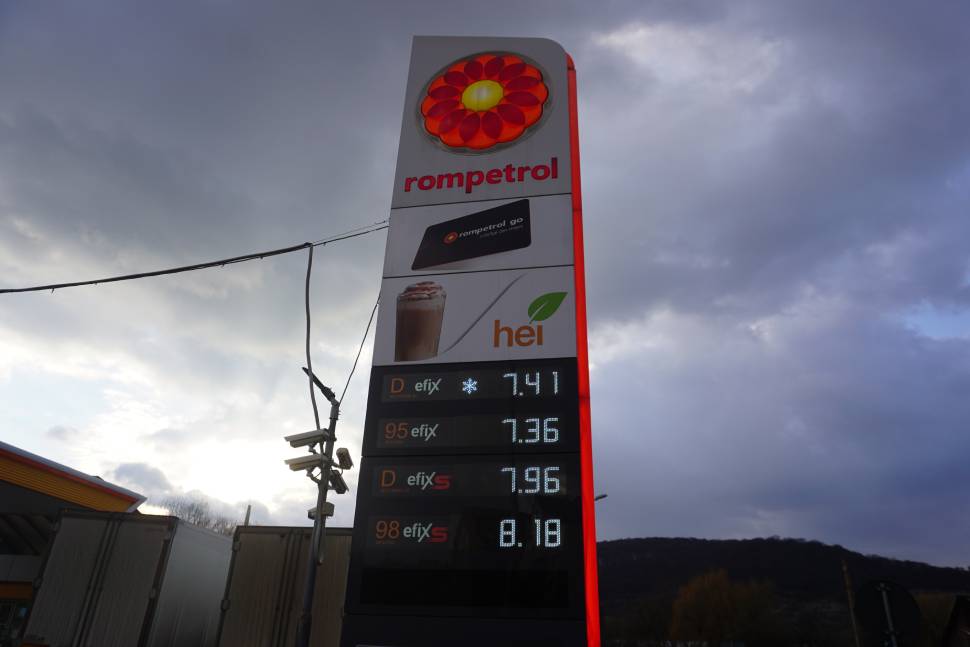 rompetrol
rompetrol go
hei
D efix 7.41
95 efix 7.36
D efix S 7.96
98 efix S 8.18